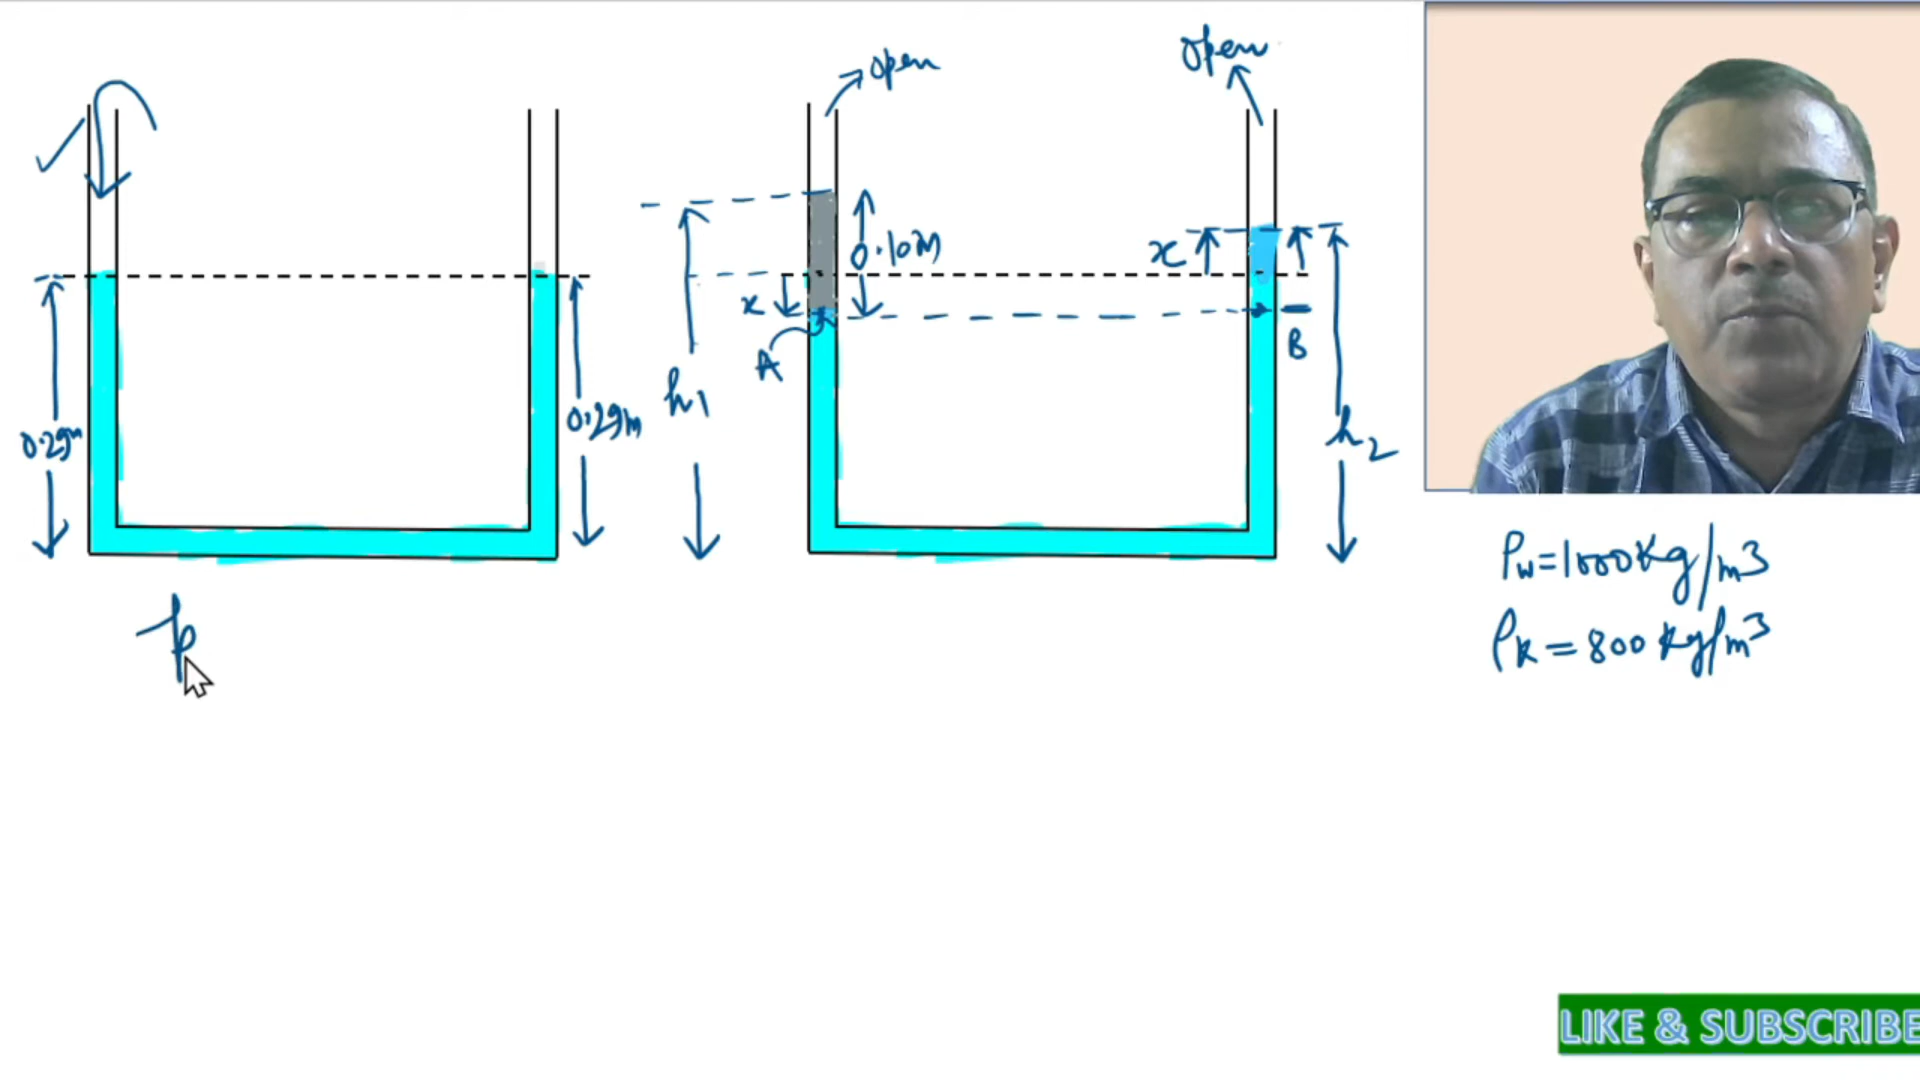 open
open
0.10m
x
x
A
B
0.29m
0.29m
h1
h2
ρw=1000Kg/m3
ρk=800Kg/m3
p
LIKE & SUBSCRIBE